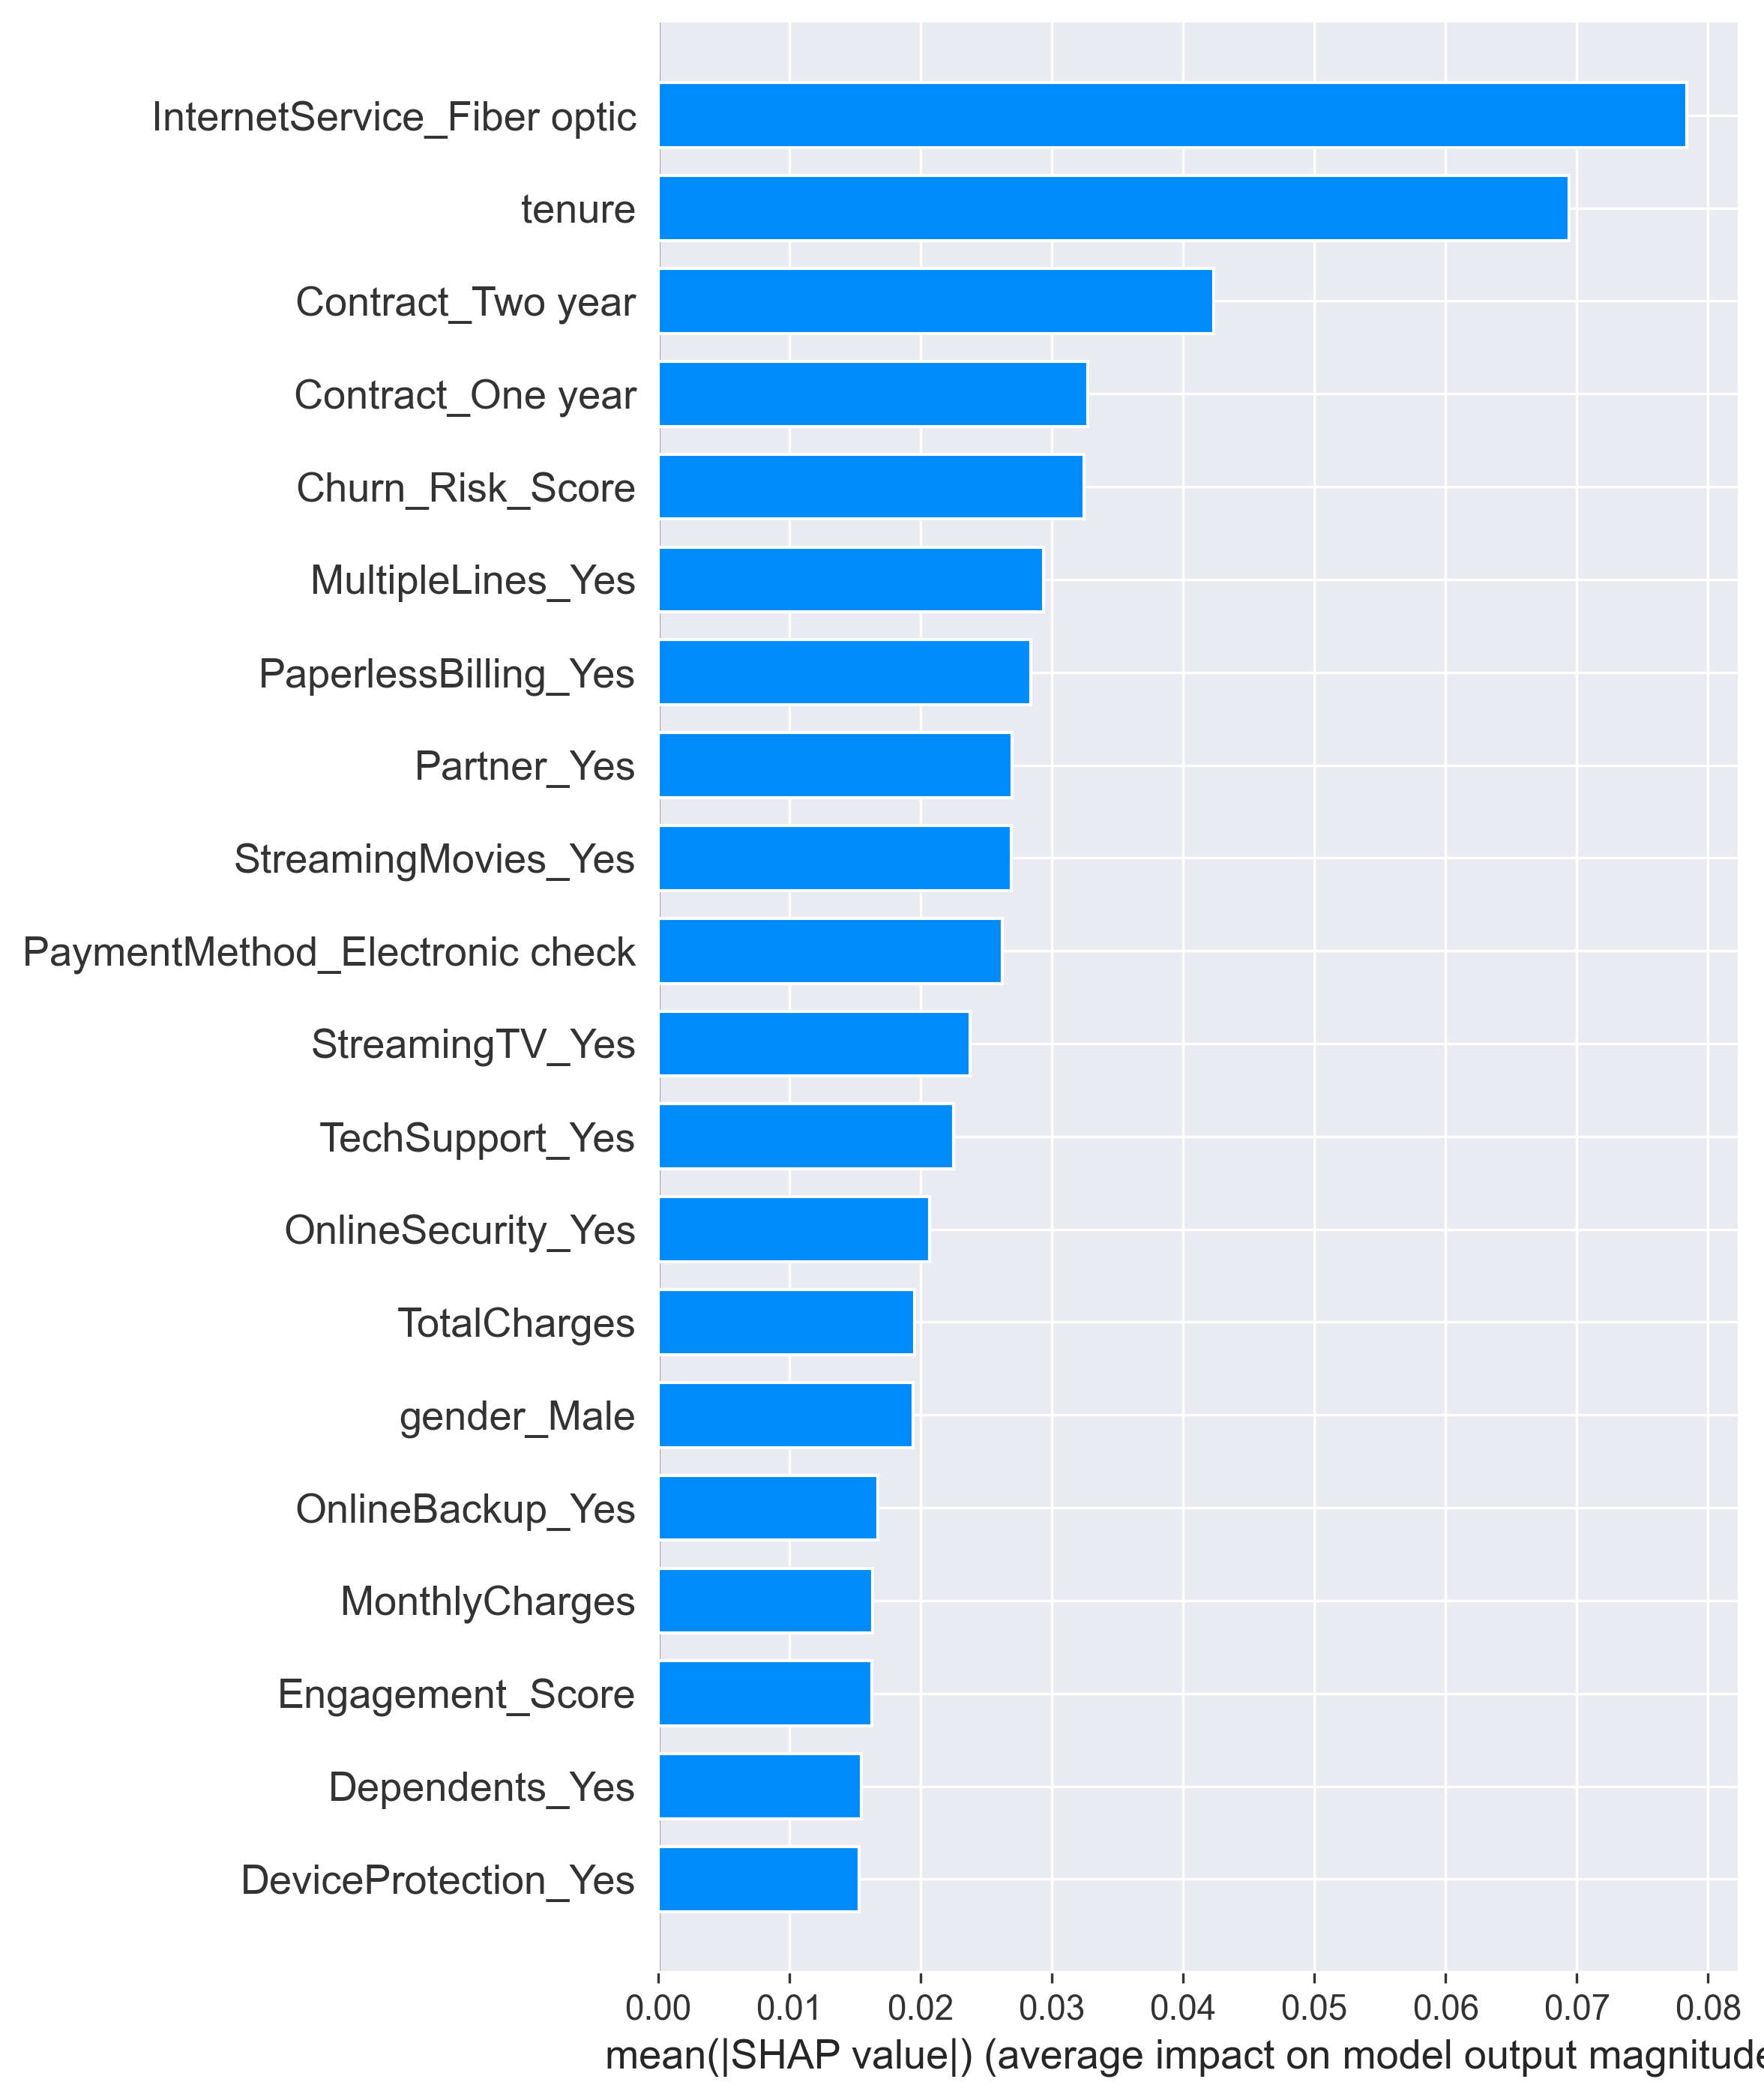 InternetService_Fiber optic
tenure
Contract_Two year
Contract_One year
Churn_Risk_Score
MultipleLines_Yes
PaperlessBilling_Yes
Partner_Yes
StreamingMovies_Yes
PaymentMethod_Electronic check
StreamingTV_Yes
TechSupport_Yes
OnlineSecurity_Yes
TotalCharges
gender_Male
OnlineBackup_Yes
MonthlyCharges
Engagement_Score
Dependents_Yes
DeviceProtection_Yes
0.00 0.01 0.02 0.03 0.04 0.05 0.06 0.07 0.08
mean(|SHAP value|) (average impact on model output magnitude